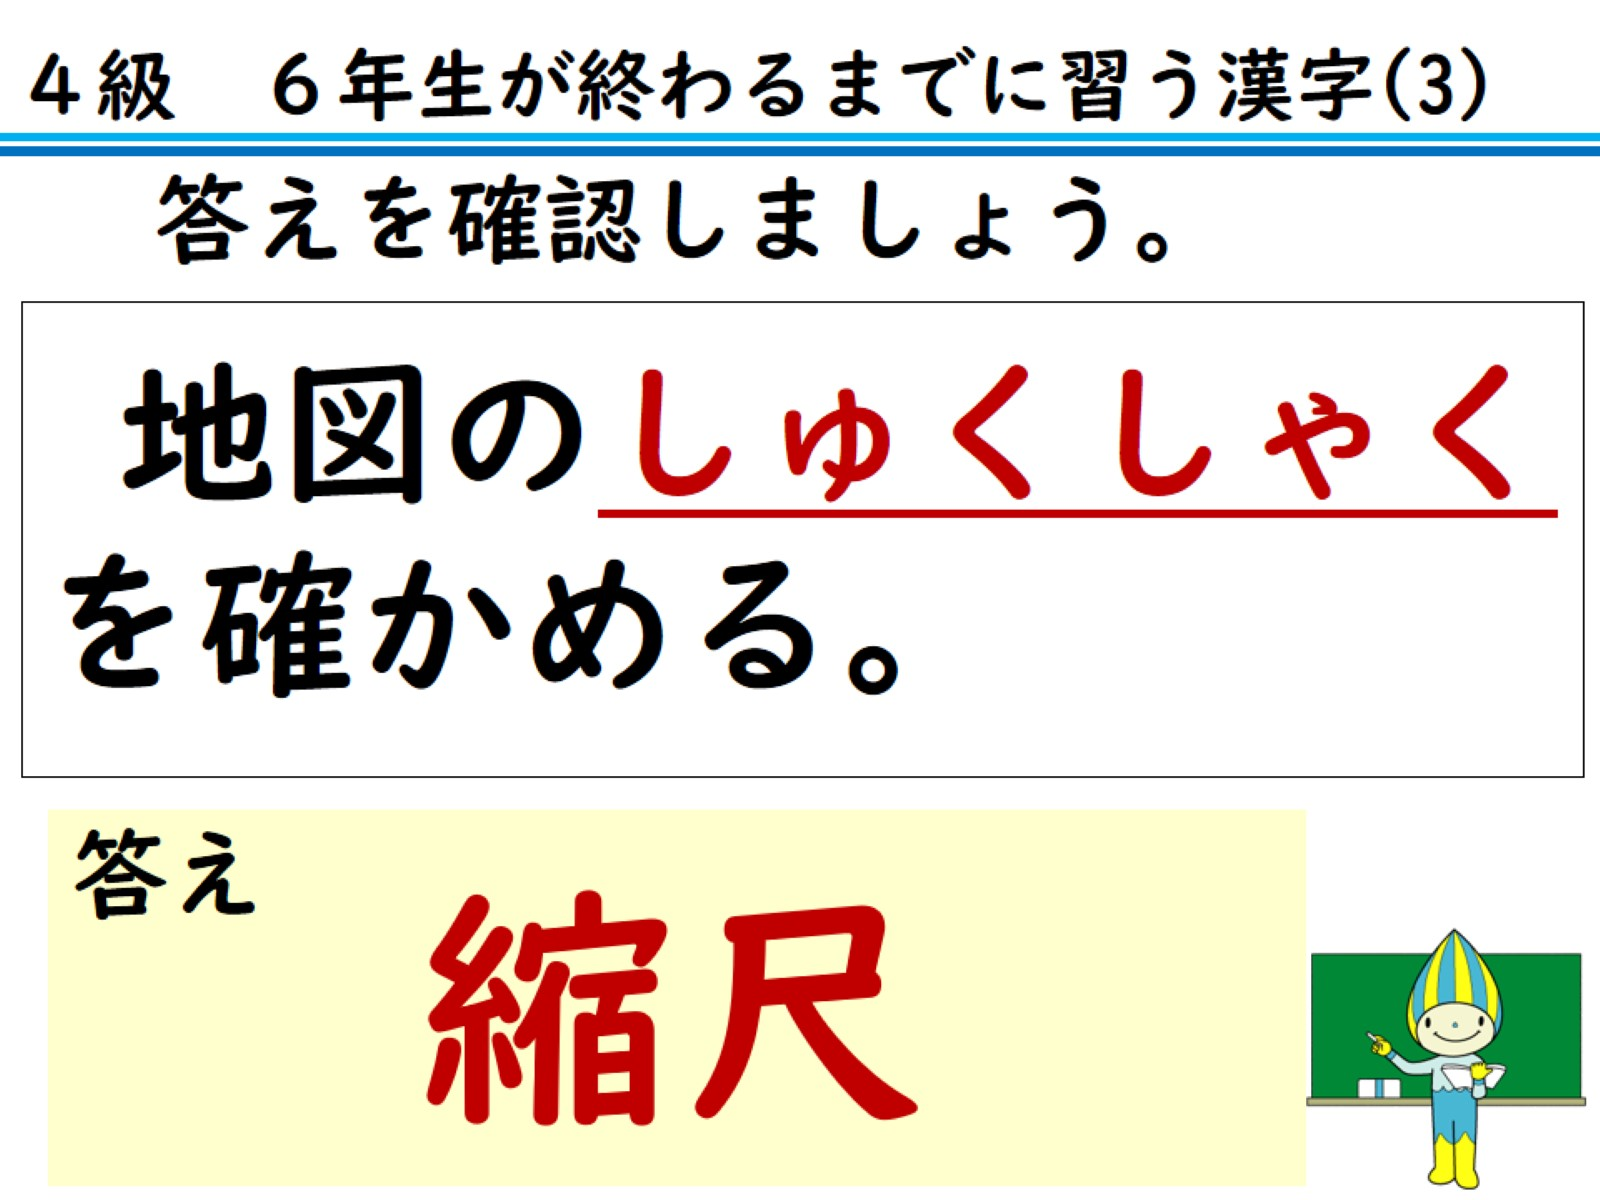 ４級　６年生が終わるまでに習う漢字(3)
答えを確認しましょう。
地図のしゅくしゃく
を確かめる。
答え
縮尺